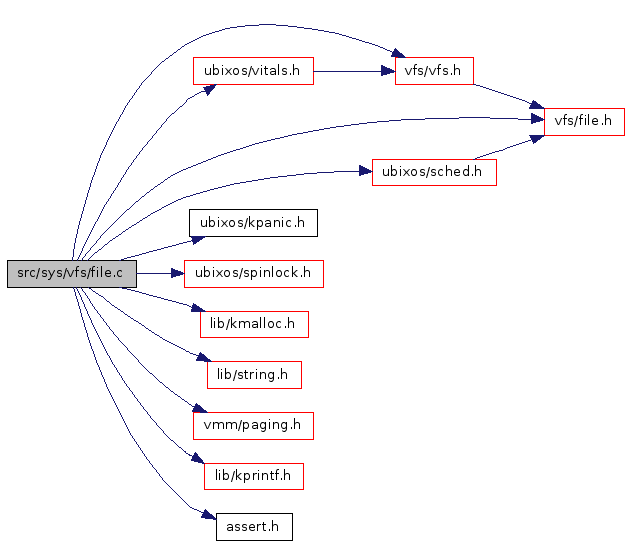 ubixos/vitals.h
vfs/vfs.h
vfs/file.h
ubixos/sched.h
ubixos/kpanic.h
src/sys/vfs/file.c
ubixos/spinlock.h
lib/kmalloc.h
lib/string.h
vmm/paging.h
lib/kprintf.h
assert.h